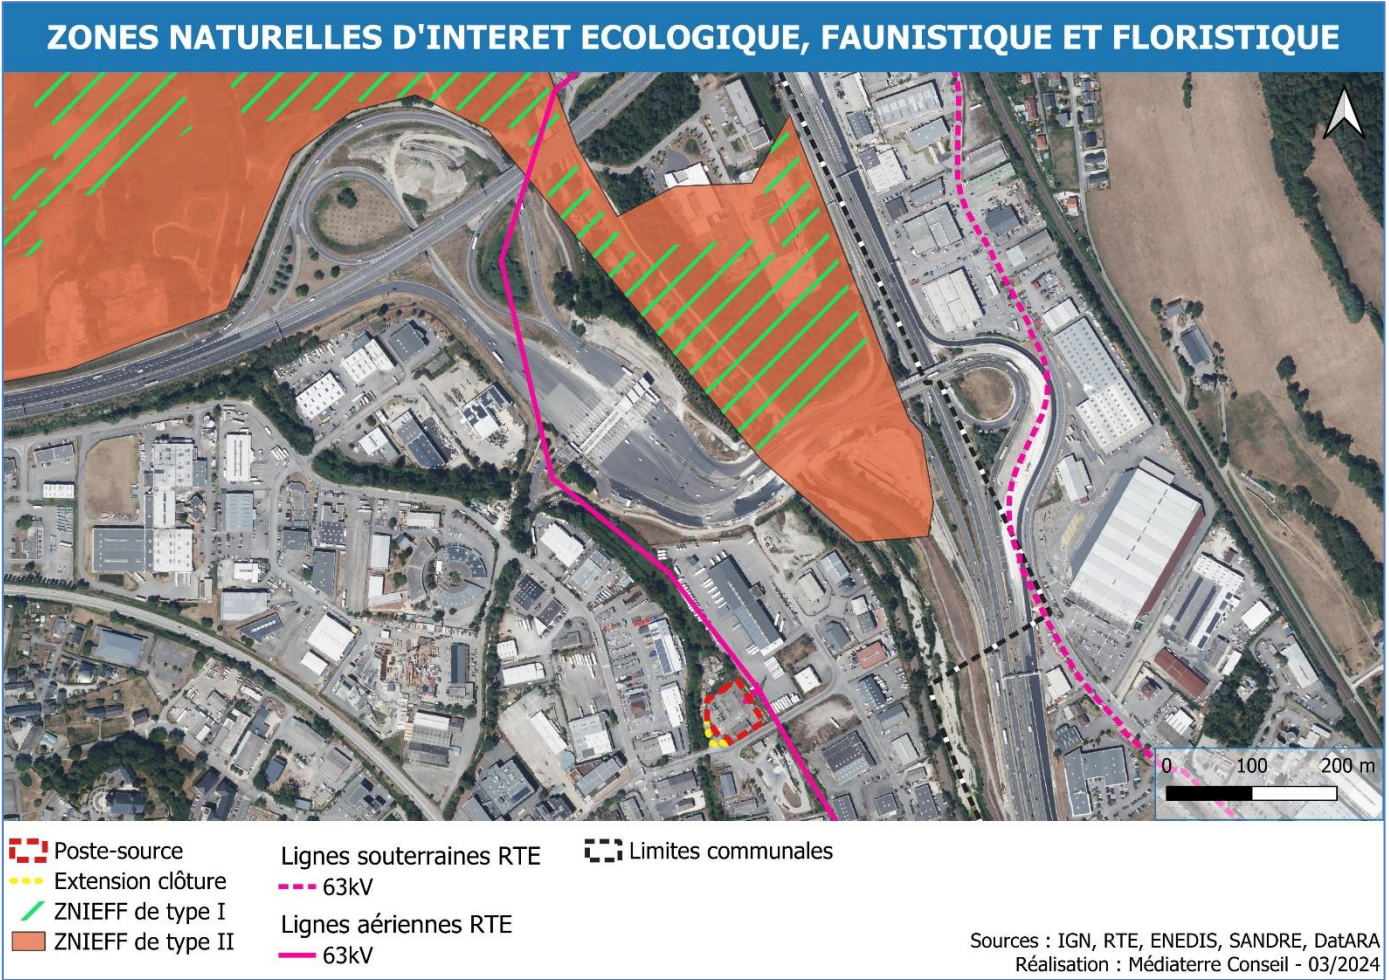 ZONES NATURELLES D'INTERET ECOLOGIQUE, FAUNISTIQUE ET FLORISTIQUE
0 100 200 m
Poste-source
Extension clôture
ZNIEFF de type I
ZNIEFF de type II
Lignes souterraines RTE
63kV
Lignes aériennes RTE
63kV
Limites communales
Sources : IGN, RTE, ENEDIS, SANDRE, DatARA
Réalisation : Médiaterre Conseil - 03/2024